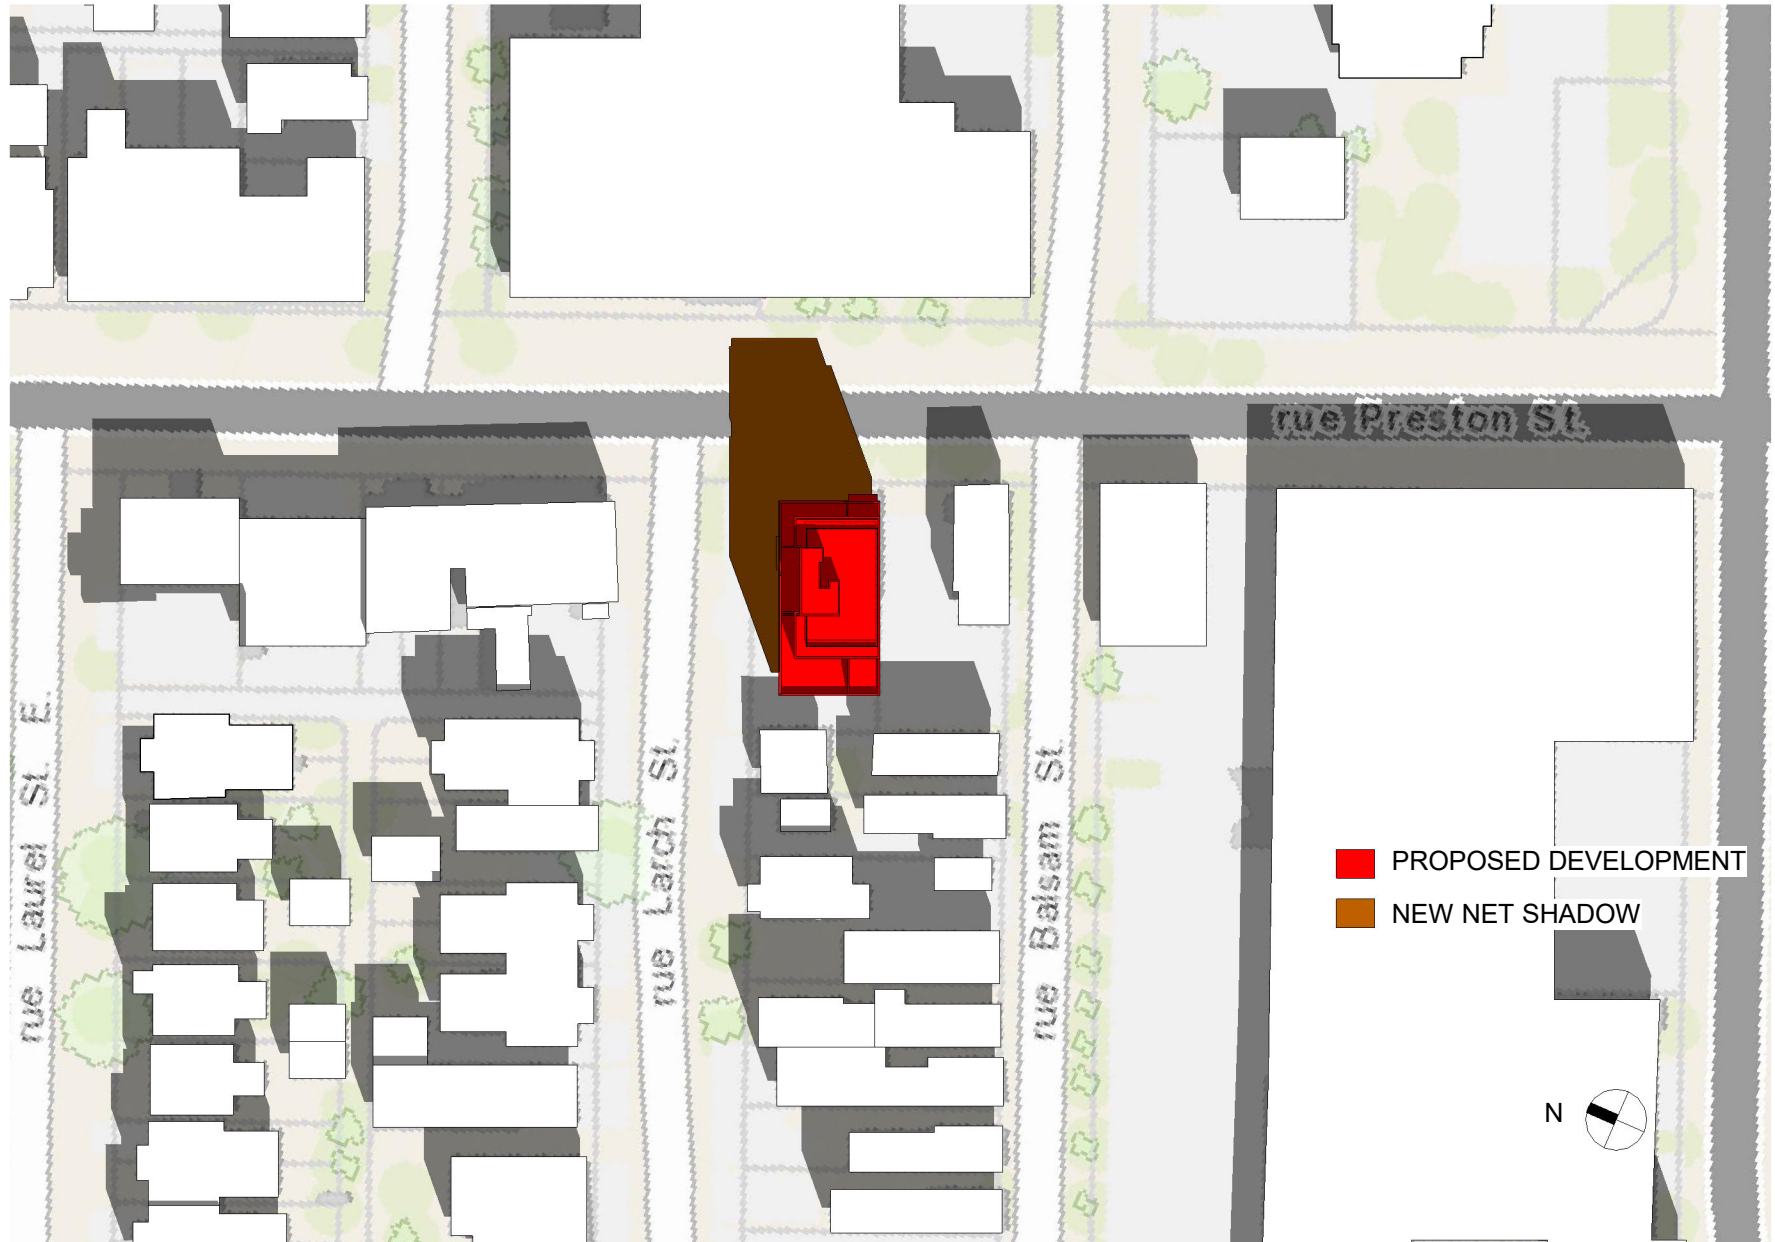 rue Preston St.
rue Laurel St. E.
rue Larch St.
rue Balsam St.
PROPOSED DEVELOPMENT
NEW NET SHADOW
N